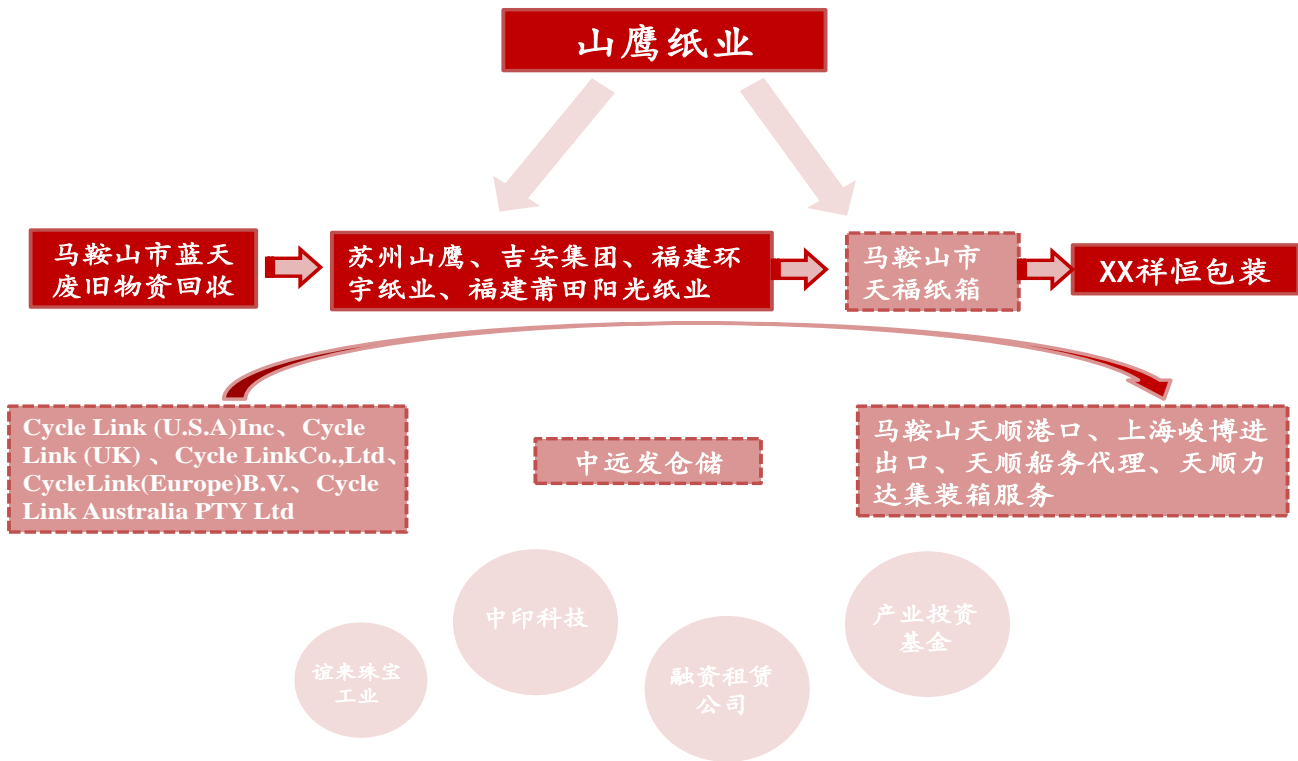 山鹰纸业
马鞍山市蓝天
废旧物资回收
苏州山鹰、吉安集团、福建环
宇纸业、福建莆田阳光纸业
马鞍山市
天福纸箱
XX祥恒包装
Cycle Link (U.S.A)Inc、Cycle
Link (UK) 、Cycle LinkCo.,Ltd、
CycleLink(Europe)B.V.、Cycle
Link Australia PTY Ltd
中远发仓储
马鞍山天顺港口、上海峻博进
出口、天顺船务代理、天顺力
达集装箱服务
中印科技
产业投资
基金
谊来珠宝
工业
融资租赁
公司